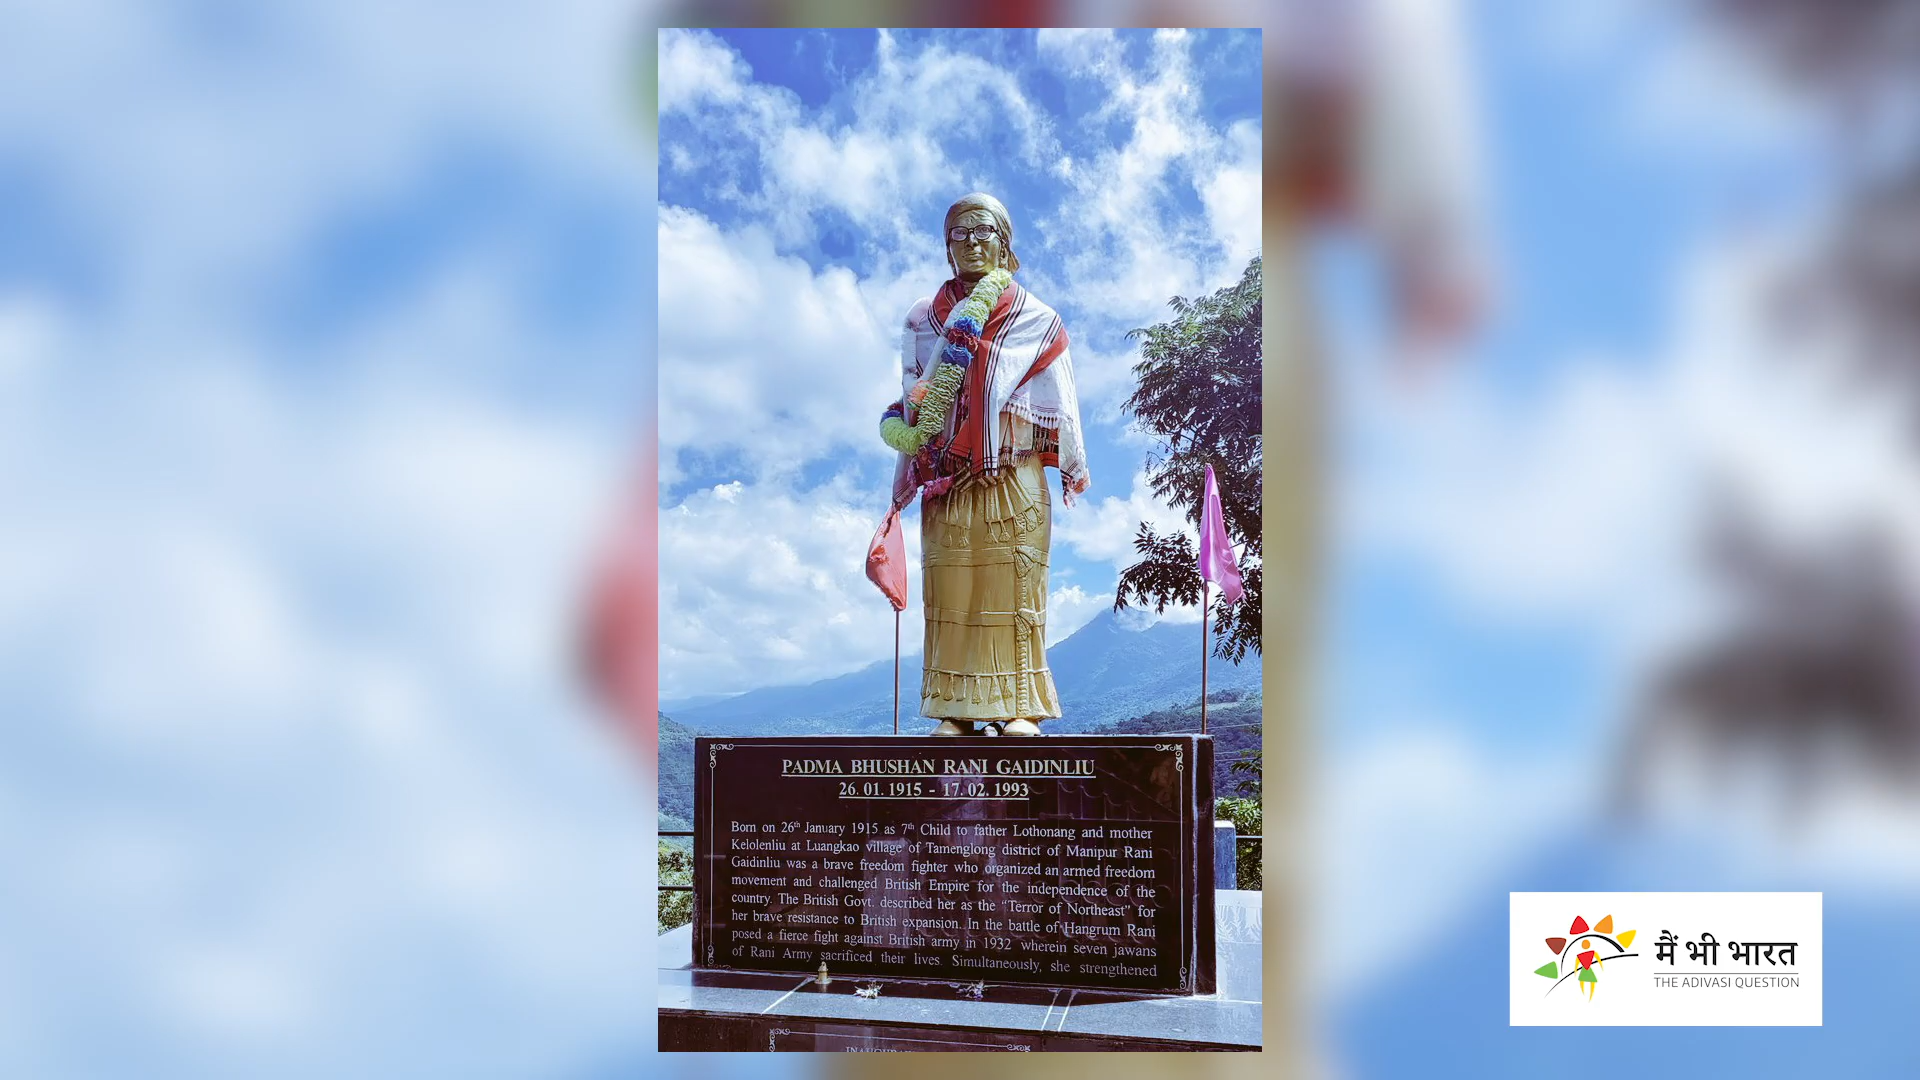 PADMA BHUSHAN RANI GAIDINLIU
26.01.1915 - 17.02.1993
Born on 26th January 1915 as 7th Child to father Lothonang and mother
Kelolenliu at Luangkao village of Tamenglong district of Manipur Rani
Gaidinliu was a brave freedom fighter who organized an armed freedom
movement and challenged British Empire for the independence of the
country. The British Govt. described her as the "Terror of Northeast" for
her brave resistance to British expansion. In the battle of Hangrum Rani
posed a fierce fight against British army in 1932 wherein seven jawans
of Rani Army sacrificed their lives. Simultaneously, she strengthened
मैं भी भारत
THE ADIVASI QUESTION